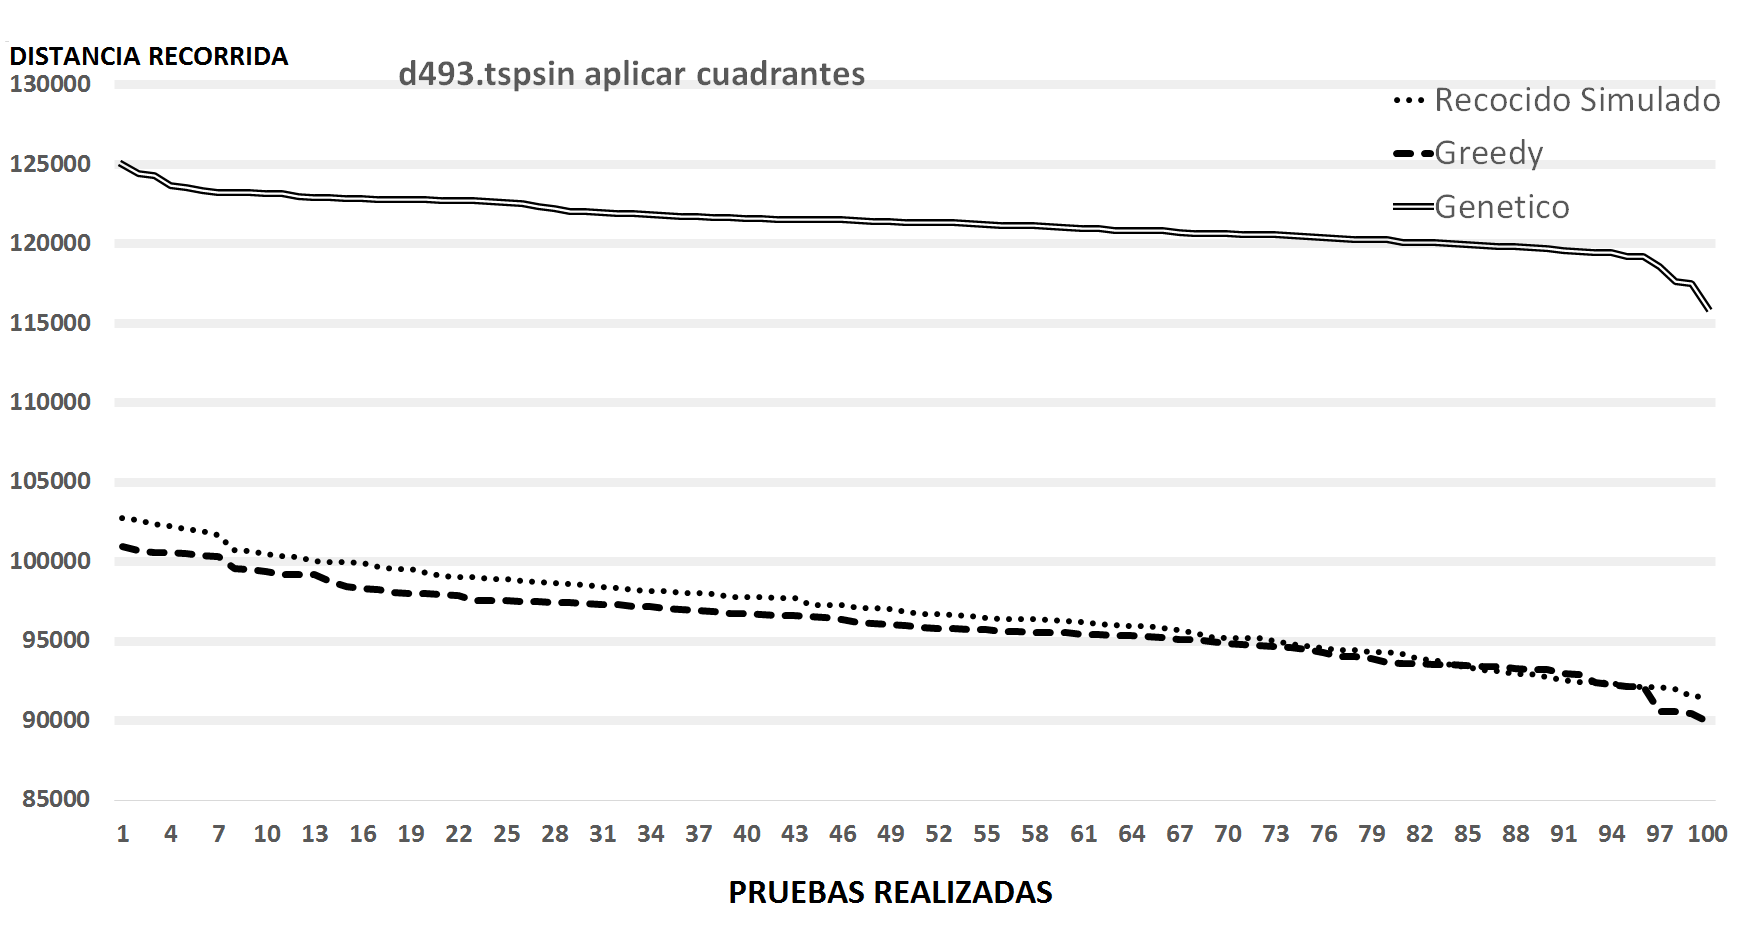 DISTANCIA RECORRIDA
d493.tspsin aplicar cuadrantes
130000
125000
120000
115000
110000
105000
100000
95000
90000
85000
Recocido Simulado
Greedy
Genetico
1 4 7 10 13 16 19 22 25 28 31 34 37 40 43 46 49 52 55 58 61 64 67 70 73 76 79 82 85 88 91 94 97 100
PRUEBAS REALIZADAS